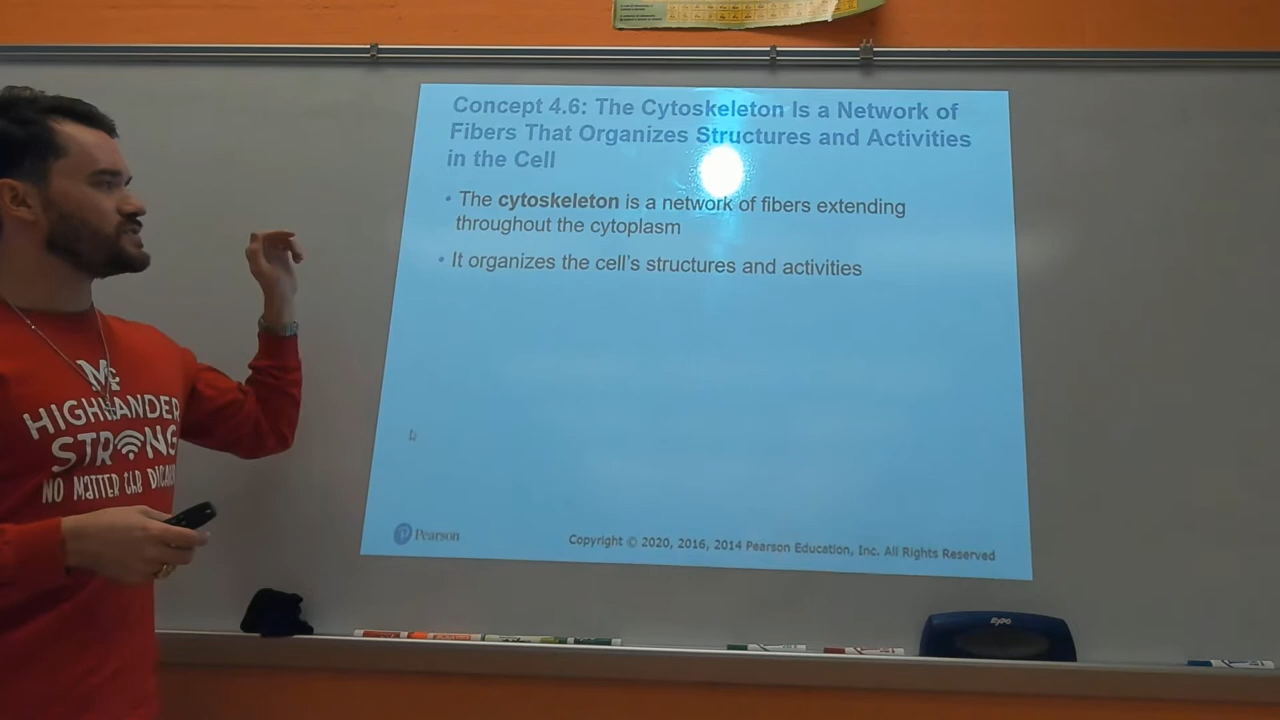 Concept 4.6: The Cytoskeleton Is a Network of
Fibers That Organizes Structures and Activities
in the Cell
• The cytoskeleton is a network of fibers extending
throughout the cytoplasm
• It organizes the cell's structures and activities
Pearson
Copyright © 2020, 2016, 2014 Pearson Education, Inc. All Rights Reserved
HIGHLANDER
STRONG
NO MATTER THE
EXPO